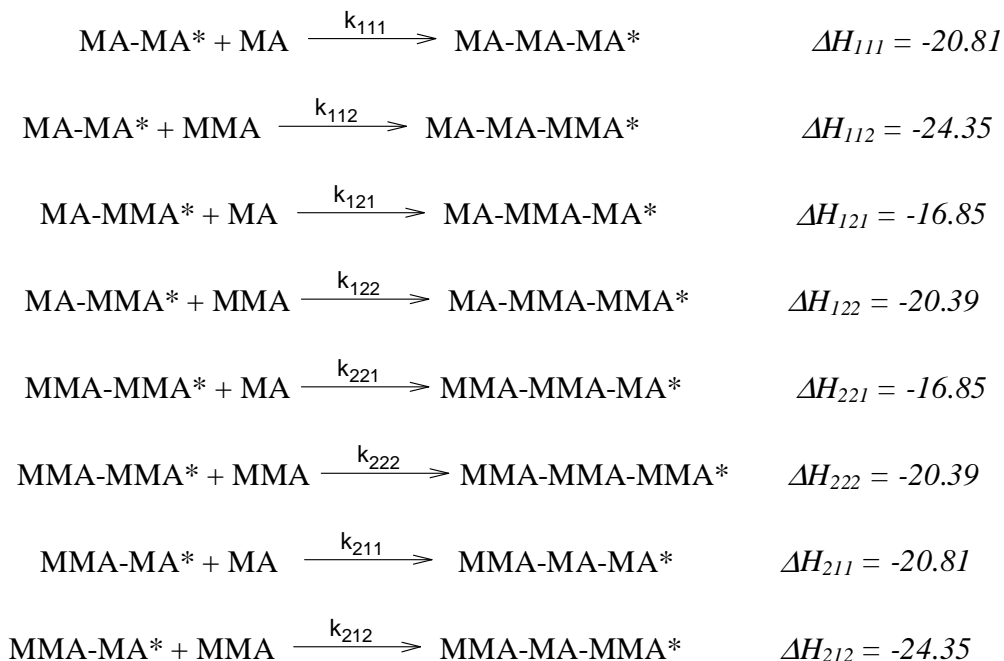 MA-MA* + MA k111 MA-MA-MA* ΔH111 = -20.81
MA-MA* + MMA k112 MA-MA-MMA* ΔH112 = -24.35
MA-MMA* + MA k121 MA-MMA-MA* ΔH121 = -16.85
MA-MMA* + MMA k122 MA-MMA-MMA* ΔH122 = -20.39
MMA-MMA* + MA k221 MMA-MMA-MA* ΔH221 = -16.85
MMA-MMA* + MMA k222 MMA-MMA-MMA* ΔH222 = -20.39
MMA-MA* + MA k211 MMA-MA-MA* ΔH211 = -20.81
MMA-MA* + MMA k212 MMA-MA-MMA* ΔH212 = -24.35